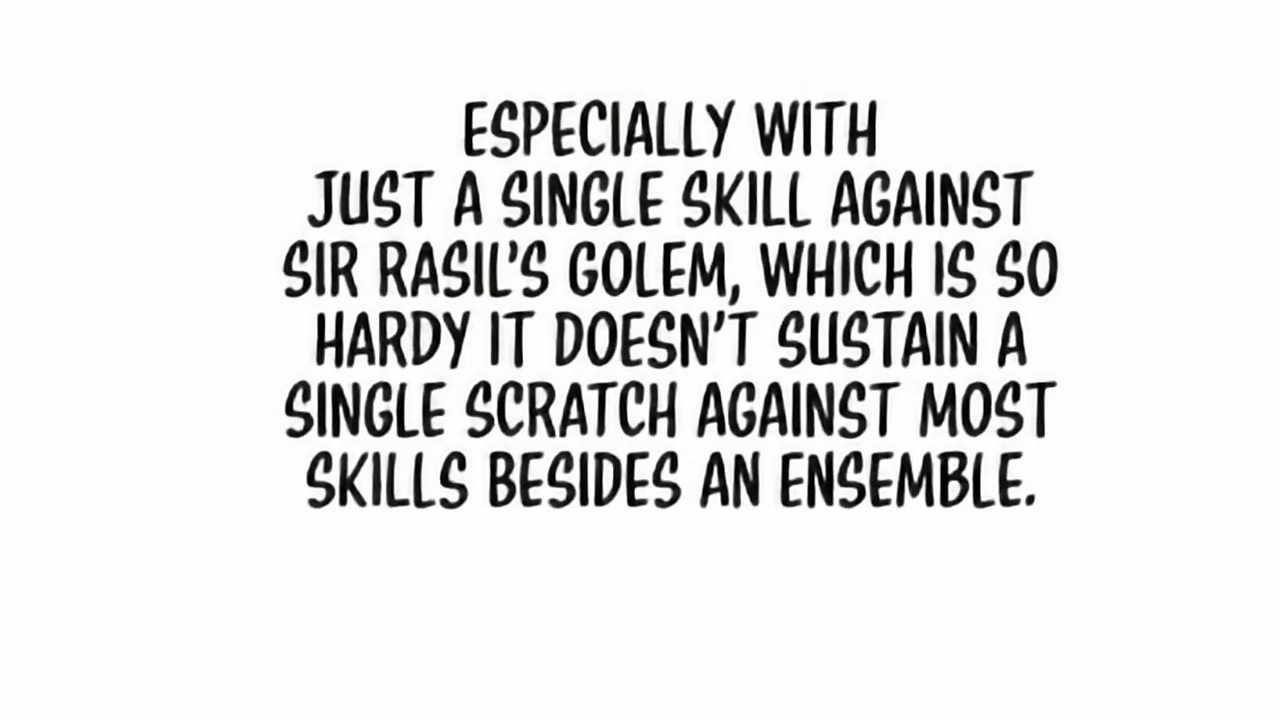 ESPECIALLY WITH
JUST A SINGLE SKILL AGAINST
SIR RASIL'S GOLEM, WHICH IS SO
HARDY IT DOESN'T SUSTAIN A
SINGLE SCRATCH AGAINST MOST
SKILLS BESIDES AN ENSEMBLE.